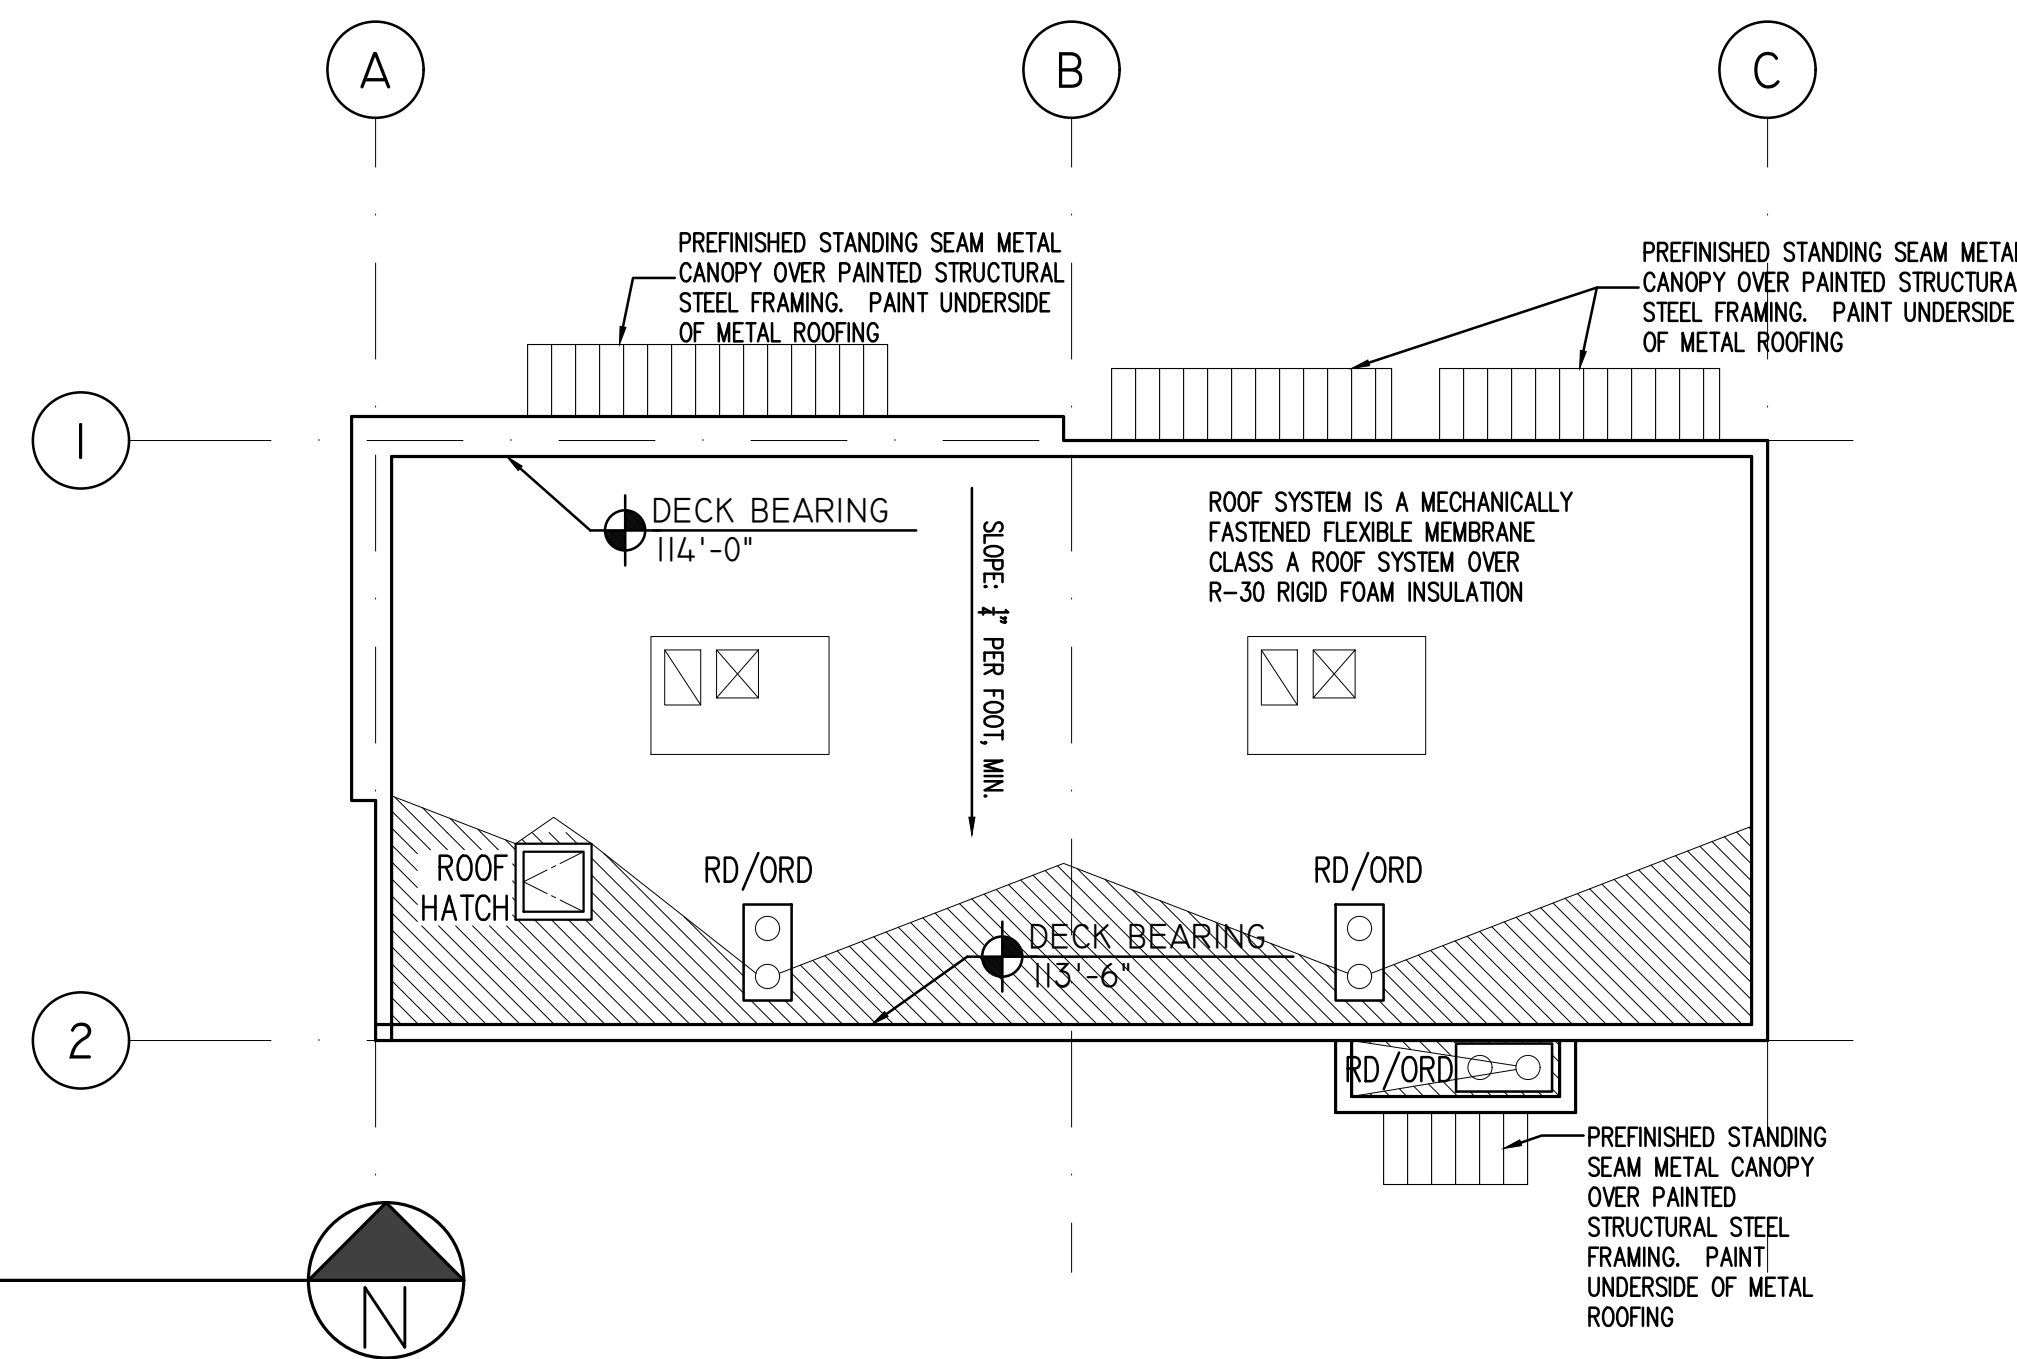 A
B
C
PREFINISHED STANDING SEAM METAL
CANOPY OVER PAINTED STRUCTURAL
STEEL FRAMING. PAINT UNDERSIDE
OF METAL ROOFING
PREFINISHED STANDING SEAM METAL
CANOPY OVER PAINTED STRUCTURA
STEEL FRAMING. PAINT UNDERSIDE
OF METAL ROOFING
1
DECK BEARING
114'-0"
SLOPE: 1/4" PER FOOT, MIN.
ROOF SYSTEM IS A MECHANICALLY
FASTENED FLEXIBLE MEMBRANE
CLASS A ROOF SYSTEM OVER
R-30 RIGID FOAM INSULATION
ROOF
HATCH
RD/ORD
RD/ORD
DECK BEARING
113'-6"
2
RD/ORD
PREFINISHED STANDING
SEAM METAL CANOPY
OVER PAINTED
STRUCTURAL STEEL
FRAMING. PAINT
UNDERSIDE OF METAL
ROOFING
N